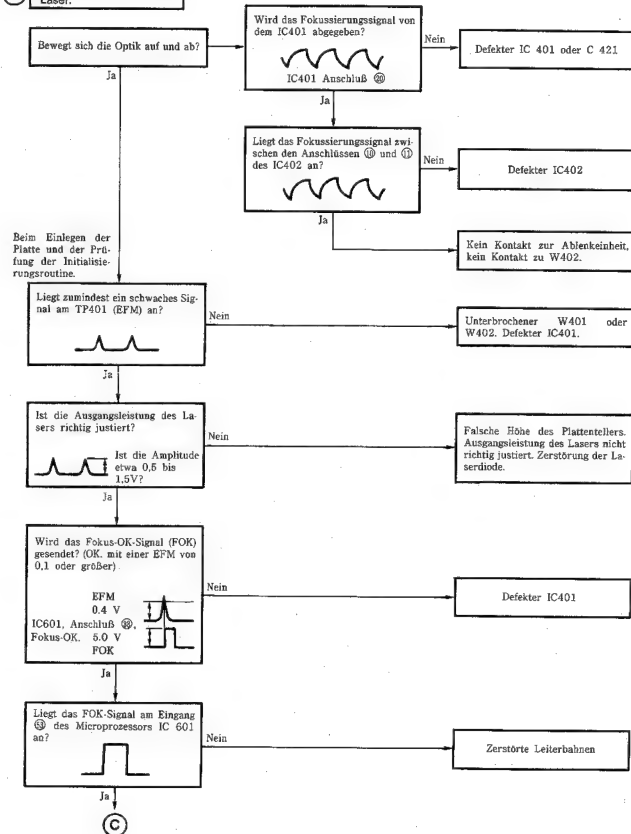 Laser.
Bewegt sich die Optik auf und ab?
Ja
Wird das Fokussierungssignal von
dem IC401 abgegeben?
IC401 Anschluß ⑳
Nein
Defekter IC 401 oder C 421
Ja
Liegt das Fokussierungssignal zwi-
schen den Anschlüssen ⑩ und ⑪
des IC402 an?
Nein
Defekter IC402
Ja
Kein Kontakt zur Ablenkeinheit,
kein Kontakt zu W402.
Beim Einlegen der
Platte und der Prü-
fung der Initialisie-
rungsroutine.
Liegt zumindest ein schwaches Sig-
nal am TP401 (EFM) an?
Nein
Unterbrochener W401 oder
W402. Defekter IC401.
Ja
Ist die Ausgangsleistung des La-
sers richtig justiert?
Ist die Amplitude
etwa 0,5 bis
1,5V?
Nein
Falsche Höhe des Plattentellers.
Ausgangsleistung des Lasers nicht
richtig justiert. Zerstörung der La-
serdiode.
Ja
Wird das Fokus-OK-Signal (FOK)
gesendet? (OK. mit einer EFM von
0,1 oder größer)
EFM
0.4 V
IC601, Anschluß
Fokus-OK. 5.0 V
FOK
Nein
Defekter IC401
Ja
Liegt das FOK-Signal am Eingang
des Microprozessors IC 601
an?
Nein
Zerstörte Leiterbahnen
Ja
C